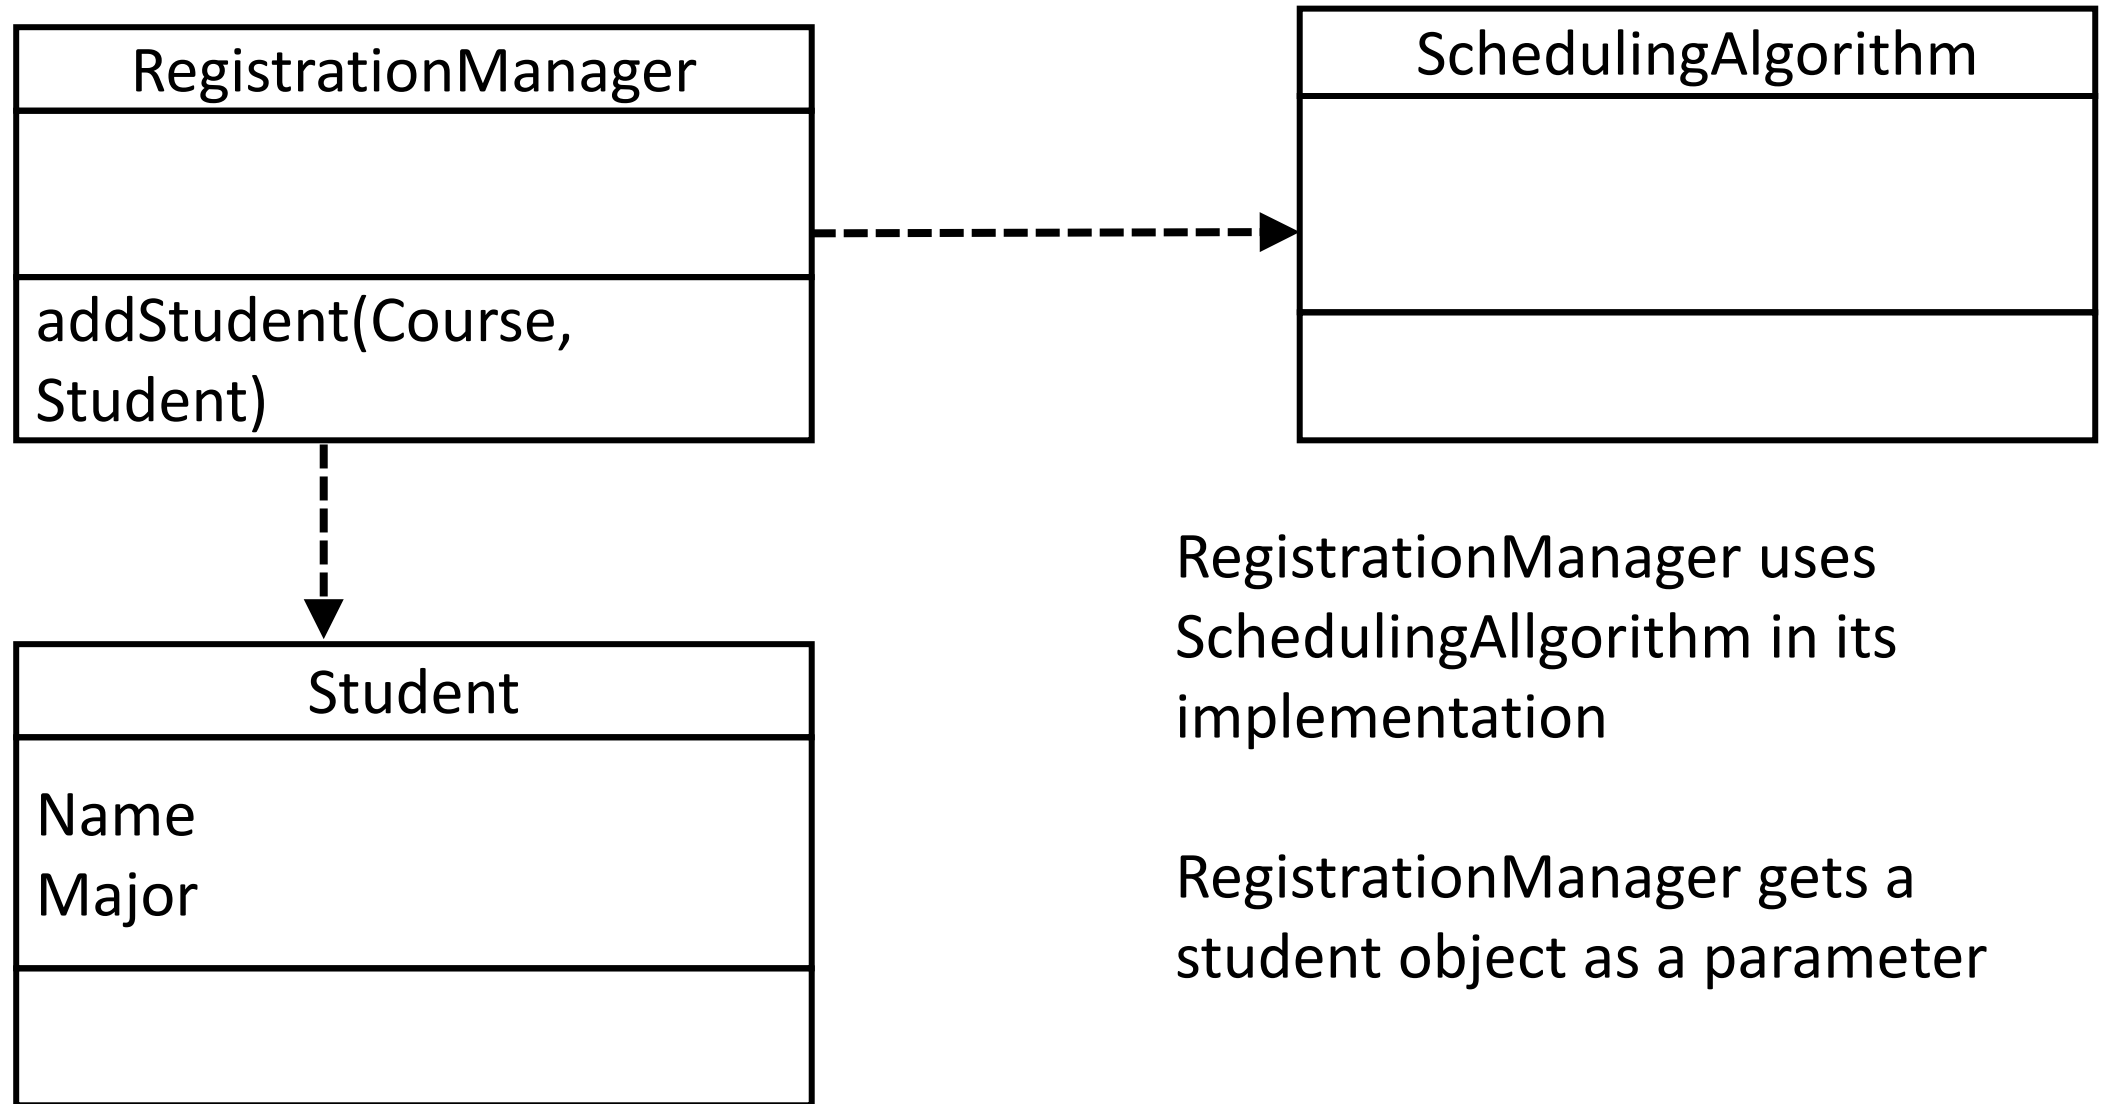 RegistrationManager
addStudent(Course,
Student)
SchedulingAlgorithm
Student
Name
Major
RegistrationManager uses
SchedulingAllgorithm in its
implementation
RegistrationManager gets a
student object as a parameter